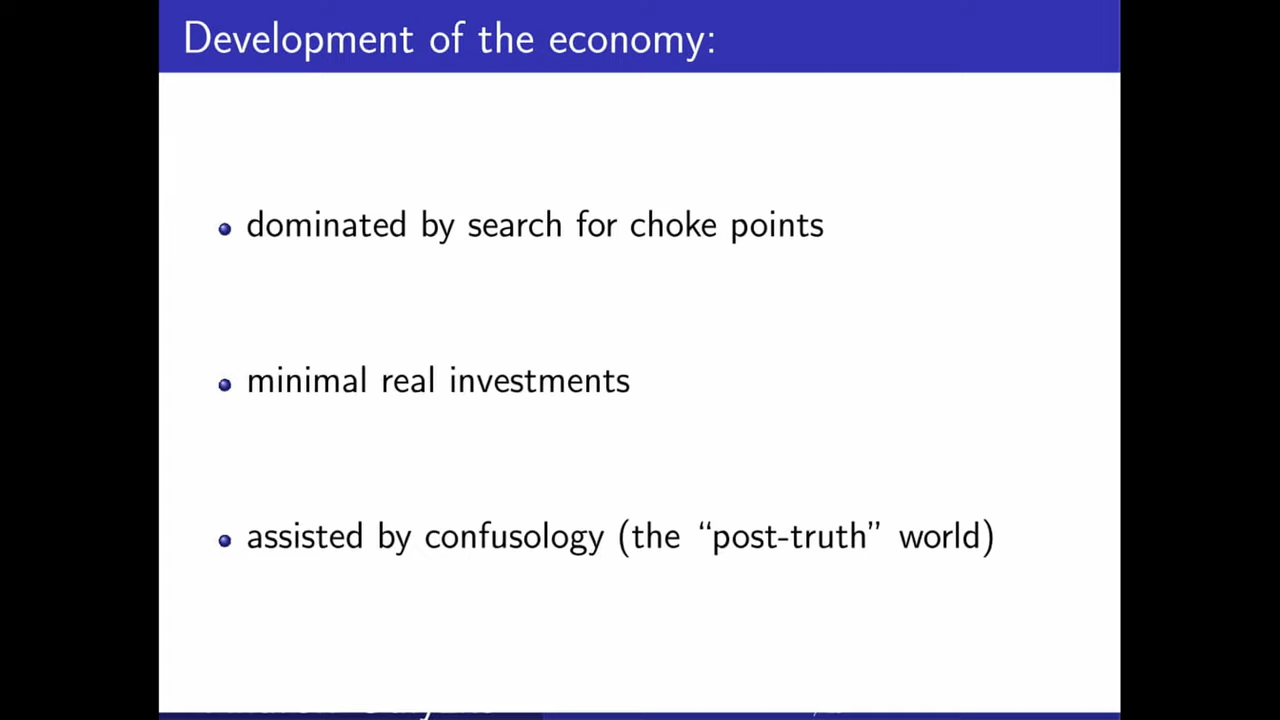 Development of the economy:
dominated by search for choke points
minimal real investments
assisted by confusology (the “post-truth” world)